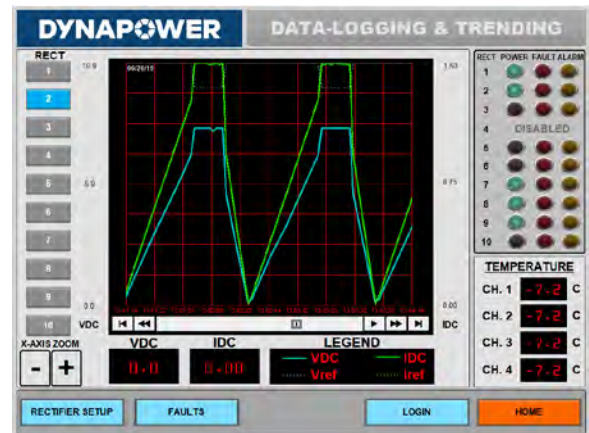 DYNAPOWER
DATA-LOGGING & TRENDING
RECT
1
2
3
4
5
6
7
8
9
10
10.0
5.0
0.0
VDC
1.50
0.75
0.00
IDC
X-AXIS ZOOM
-
+
VDC
0.0
IDC
0.00
LEGEND
VDC
IDC
Vref
Iref
RECT POWER FAULT ALARM
1
2
3
4 DISABLED
5
6
7
8
9
10
TEMPERATURE
CH. 1 -7.2 C
CH. 2 -7.2 C
CH. 3 -7.2 C
CH. 4 -7.2 C
RECTIFIER SETUP
FAULTS
LOGIN
HOME